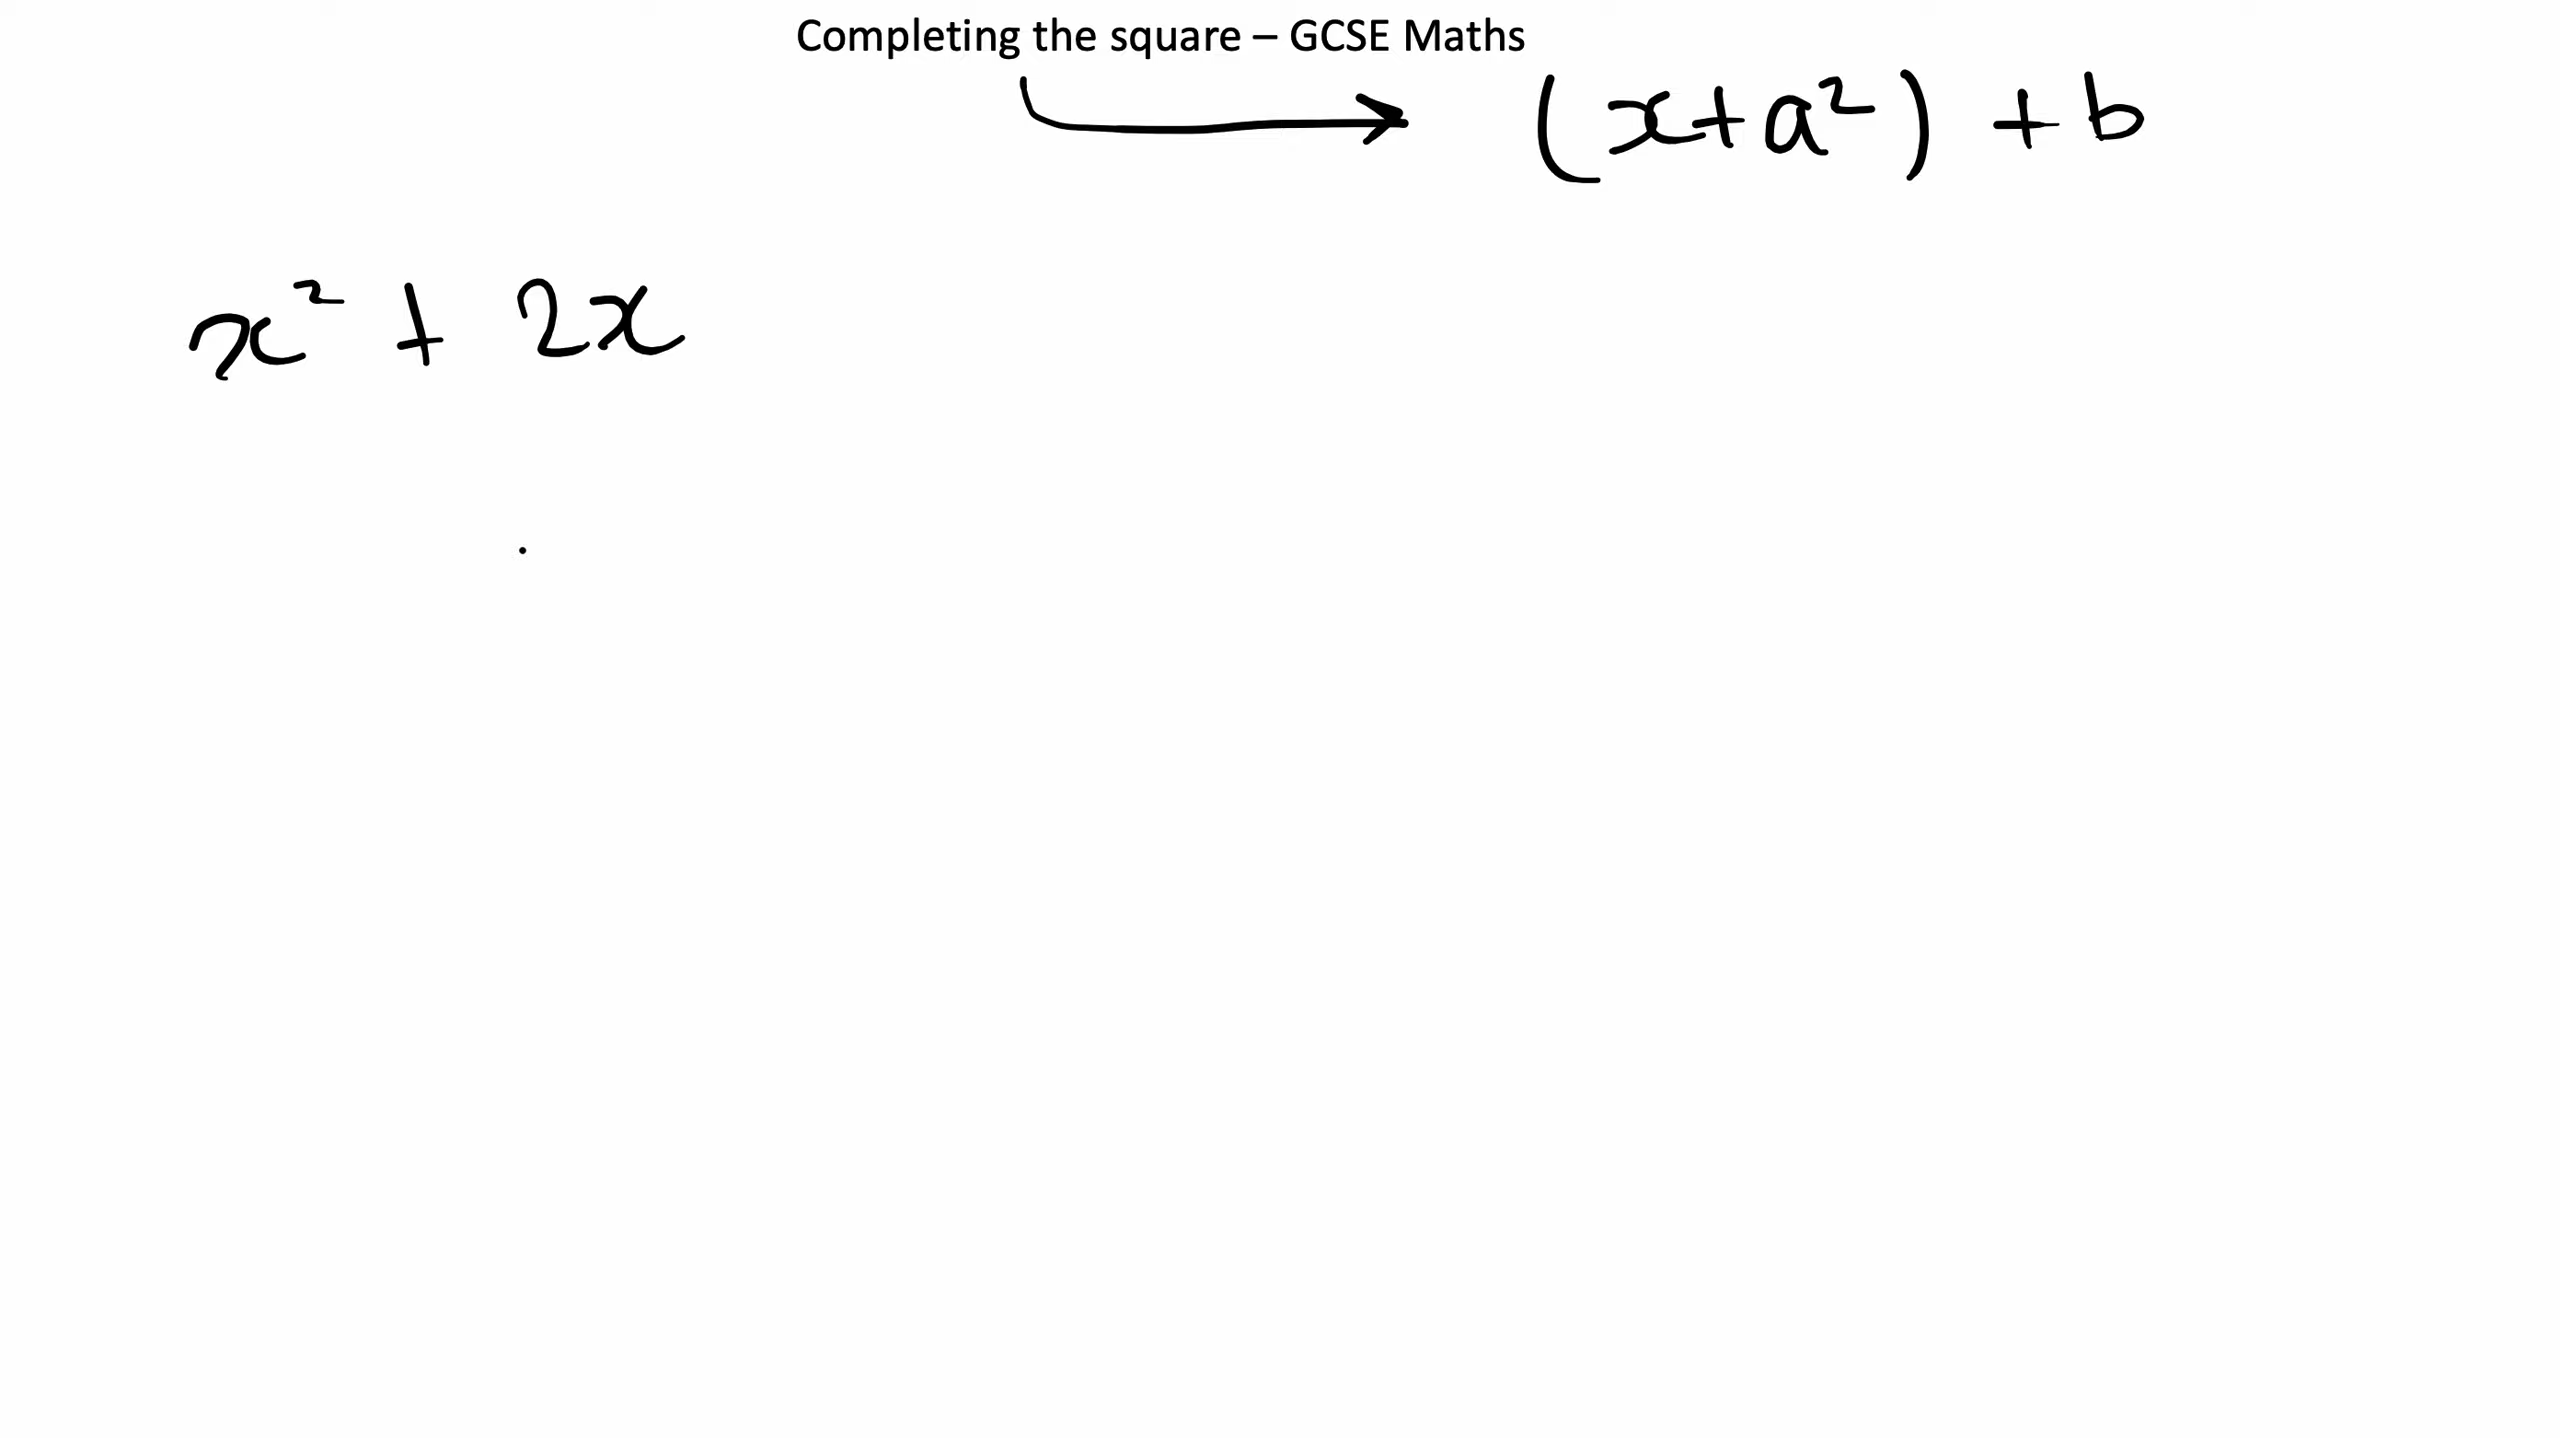 Completing the square – GCSE Maths
(x+a²) + b
x² + 2x